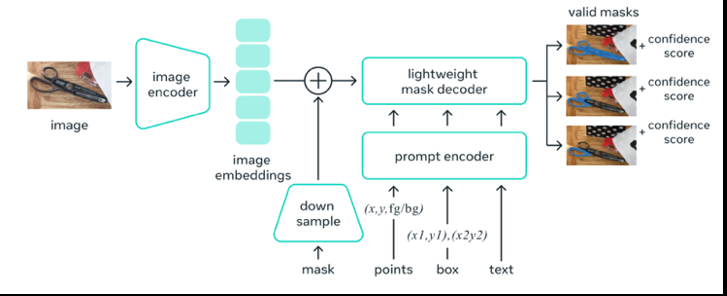 valid masks
image
encoder
image
image
embeddings
down
sample
mask
lightweight
mask decoder
prompt encoder
(x,y,fg/bg)
(x1,y1),(x2y2)
points
box
text
+ confidence
score
+ confidence
score
+ confidence
score